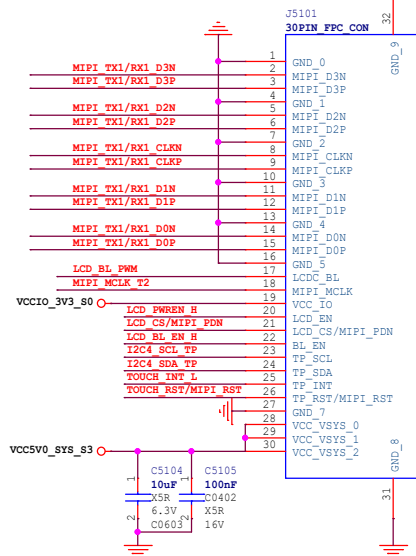 J5101
30PIN_FPC_CON
32
GND_9
1 GND_0
MIPI_TX1/RX1_D3N 2 MIPI_D3N
MIPI_TX1/RX1_D3P 3 MIPI_D3P
4 GND_1
MIPI_TX1/RX1_D2N 5 MIPI_D2N
MIPI_TX1/RX1_D2P 6 MIPI_D2P
7 GND_2
MIPI_TX1/RX1_CLKN 8 MIPI_CLKN
MIPI_TX1/RX1_CLKP 9 MIPI_CLKP
10 GND_3
MIPI_TX1/RX1_D1N 11 MIPI_D1N
MIPI_TX1/RX1_D1P 12 MIPI_D1P
13 GND_4
MIPI_TX1/RX1_D0N 14 MIPI_D0N
MIPI_TX1/RX1_D0P 15 MIPI_D0P
16 GND_5
LCD_BL_PWM 17 LCDC_BL
MIPI_MCLK_T2 18 MIPI_MCLK
VCCIO_3V3_S0 19 VCC_IO
LCD_PWREN_H 20 LCD_EN
LCD_CS/MIPI_PDN 21 LCD_CS/MIPI_PDN
LCD_BL_EN_H 22 BL_EN
I2C4_SCL_TP 23 TP_SCL
I2C4_SDA_TP 24 TP_SDA
TOUCH_INT_L 25 TP_INT
TOUCH_RST/MIPI_RST 26 TP_RST/MIPI_RST
27 GND_7
28 VCC_VSYS_0
29 VCC_VSYS_1
VCC5V0_SYS_S3 30 VCC_VSYS_2
GND_8
31
1 C5104 1 C5105
10uF 100nF
X5R C0402
2 6.3V 2 X5R
C0603 16V